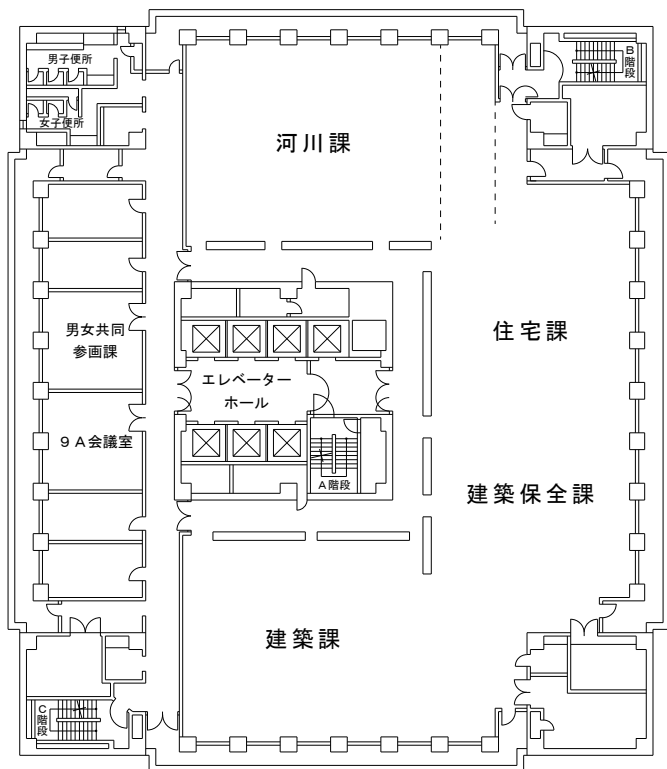 男子便所
B階段
女子便所
河川課
男女共同
参画課
住宅課
エレベーター
ホール
9A会議室
A階段
建築保全課
建築課
C階段